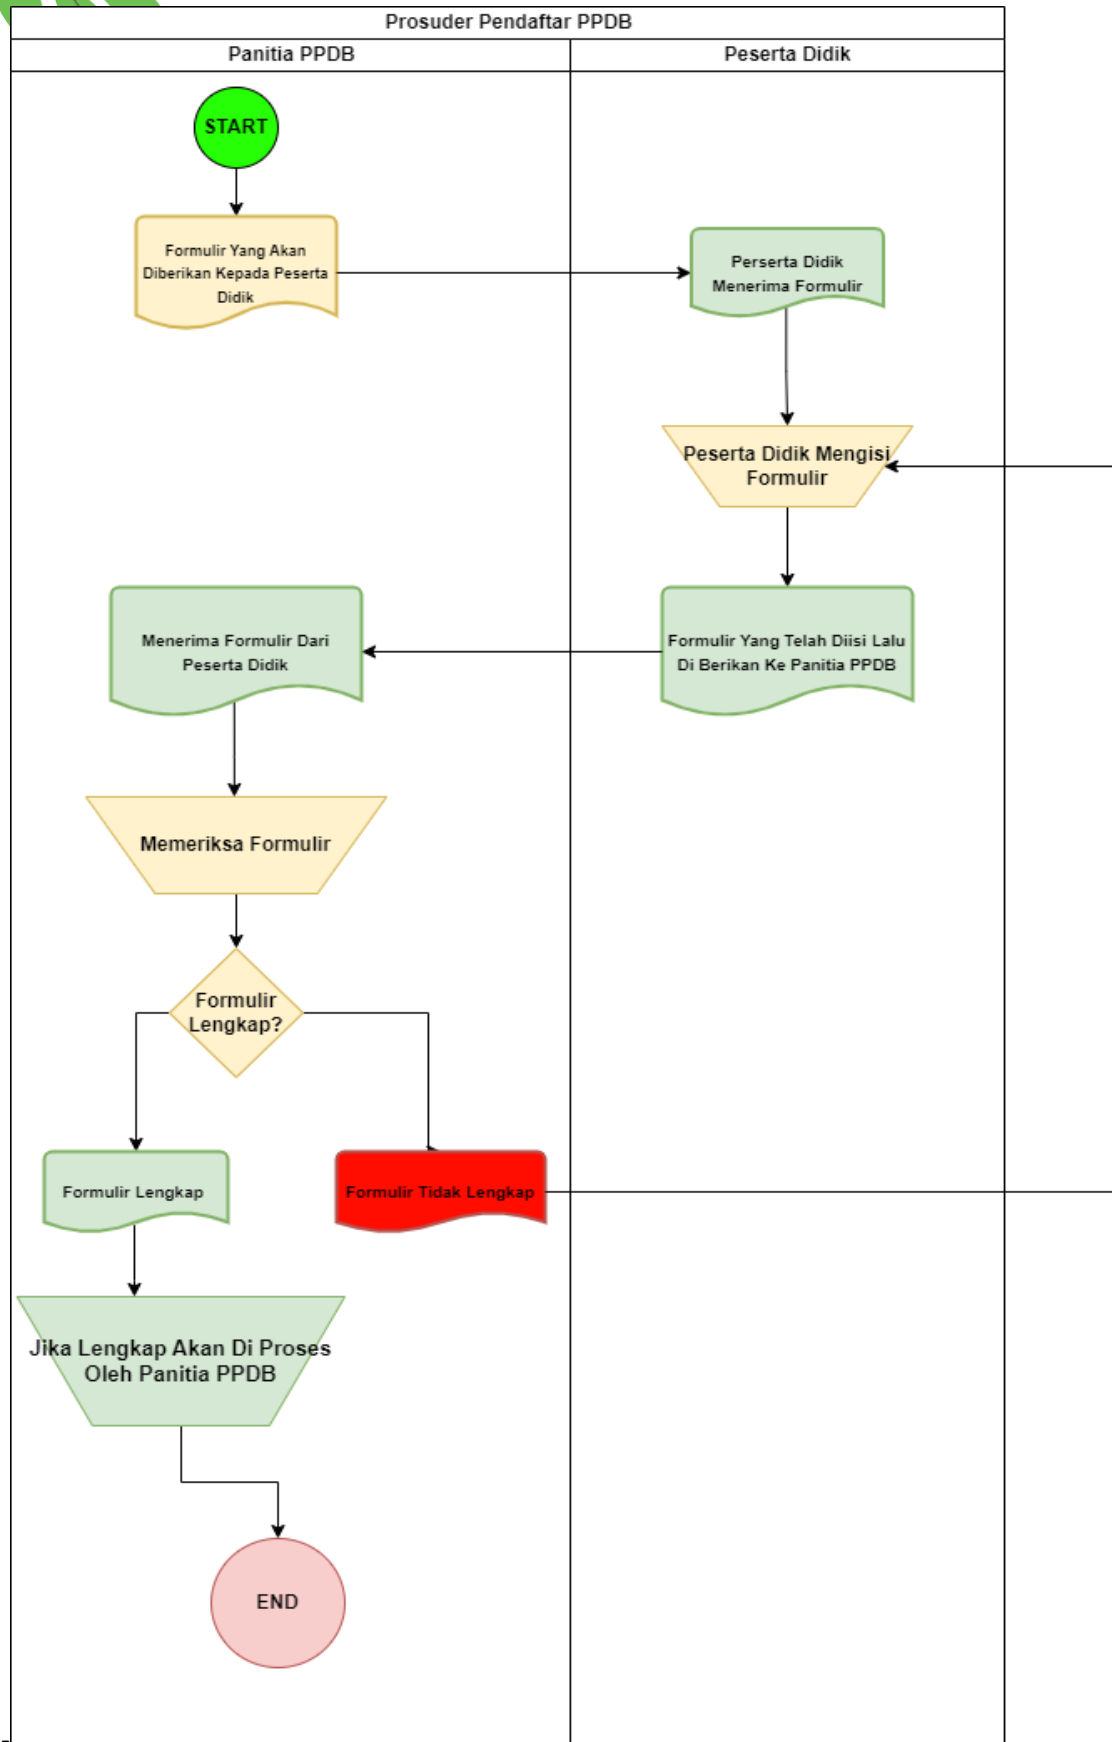 Prosuder Pendaftar PPDB
Panitia PPDB
Peserta Didik
START
Formulir Yang Akan
Diberikan Kepada Peserta
Didik
Perserta Didik
Menerima Formulir
Peserta Didik Mengisi
Formulir
Menerima Formulir Dari
Peserta Didik
Formulir Yang Telah Diisi Lalu
Di Berikan Ke Panitia PPDB
Memeriksa Formulir
Formulir
Lengkap?
Formulir Lengkap
Formulir Tidak Lengkap
Jika Lengkap Akan Di Proses
Oleh Panitia PPDB
END